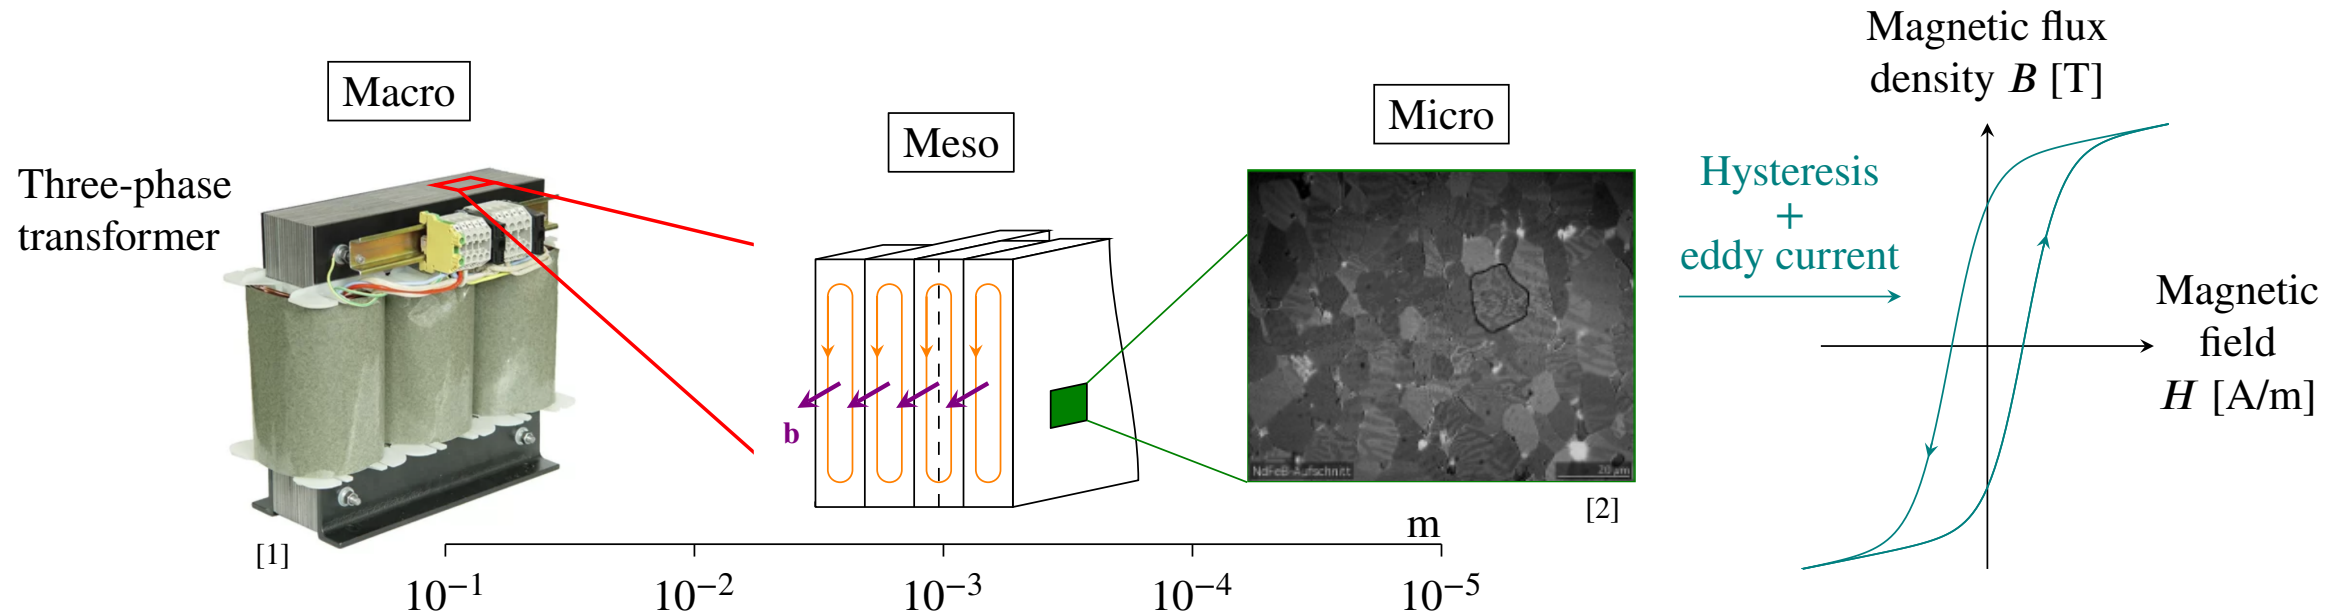 Macro
Three-phase
transformer
[1]
Meso
b
Micro
NdFeB-Aufschnitt
20 µm
[2]
m
10⁻¹
10⁻²
10⁻³
10⁻⁴
10⁻⁵
Hysteresis
+
eddy current
Magnetic flux
density B [T]
Magnetic
field
H [A/m]